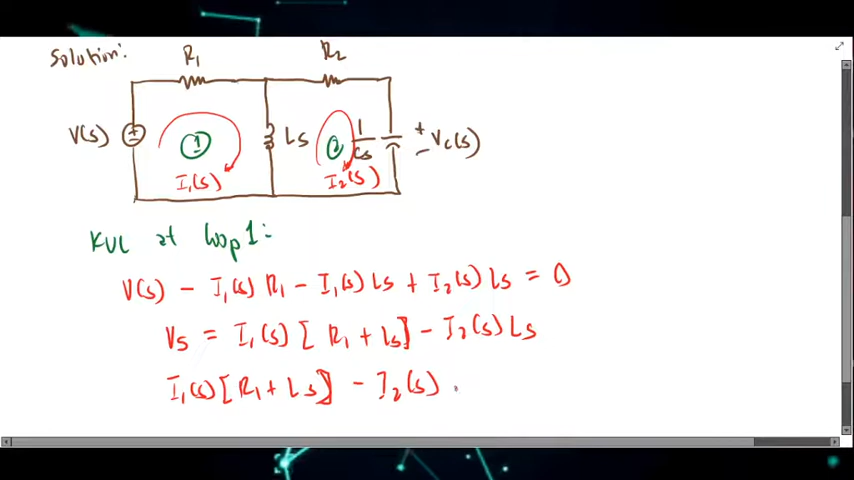 Solution:
R₁ R₂
V(s) 1 Ls 2 1/Cs + - Vc(s)
I₁(s) I₂(s)
KVL at loop 1:
V(s) - I₁(s) R₁ - I₁(s) Ls + I₂(s) Ls = 0
Vs = I₁(s) [ R₁ + Ls ] - I₂(s) Ls
I₁(s) [ R₁ + Ls ] - I₂(s)